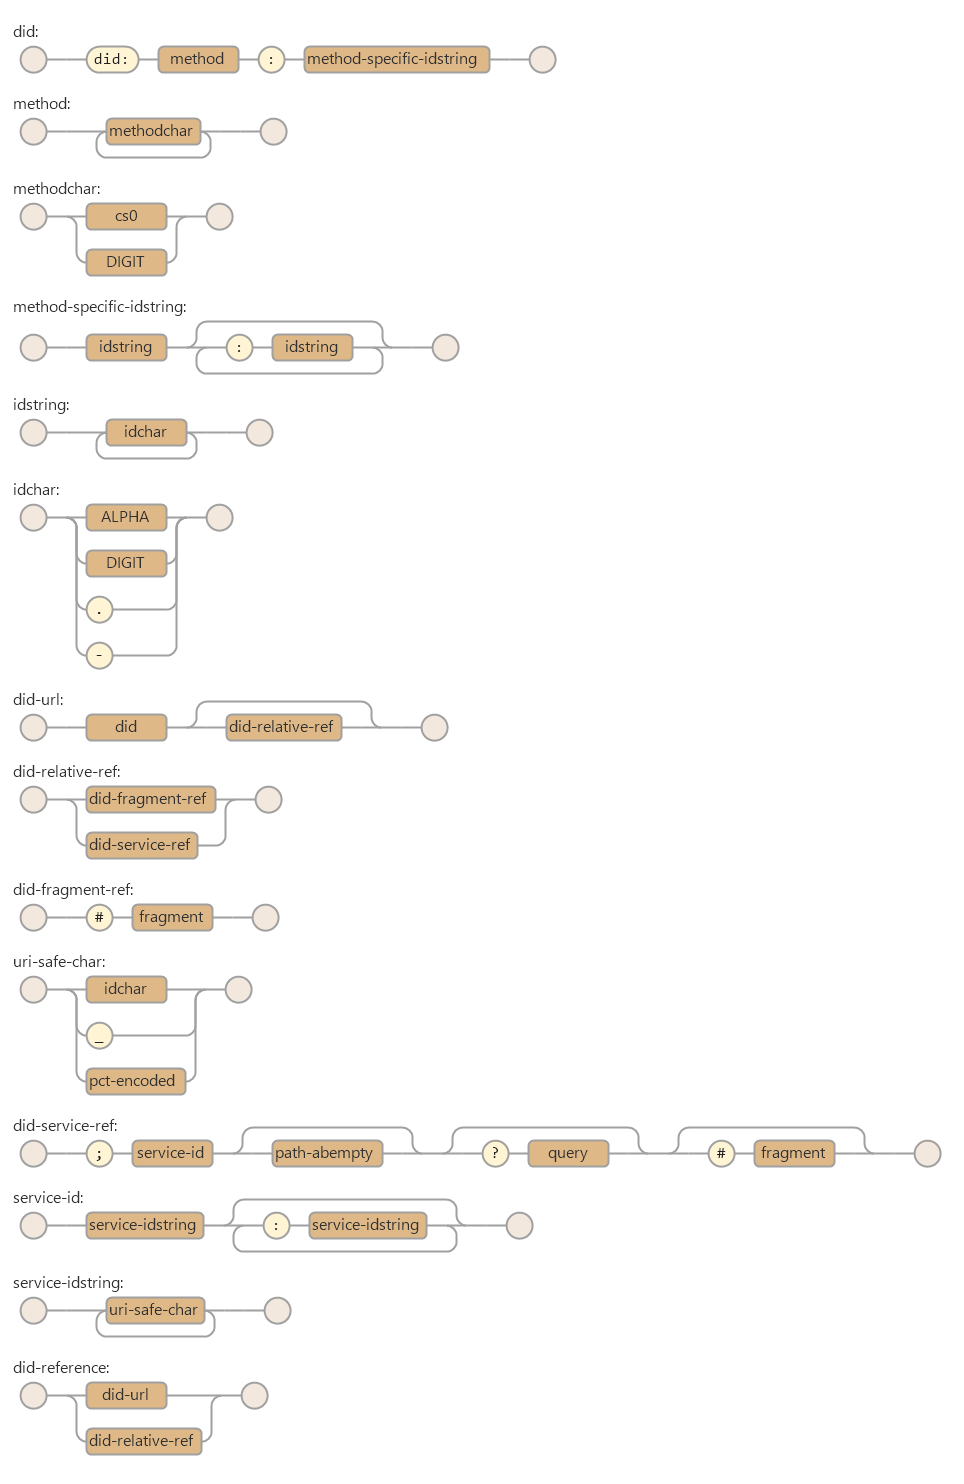 did:
did: method : method-specific-idstring
method:
methodchar
methodchar:
cs0
DIGIT
method-specific-idstring:
idstring : idstring
idstring:
idchar
idchar:
ALPHA
DIGIT
.
-
did-url:
did did-relative-ref
did-relative-ref:
did-fragment-ref
did-service-ref
did-fragment-ref:
# fragment
uri-safe-char:
idchar
_
pct-encoded
did-service-ref:
; service-id path-abempty ? query # fragment
service-id:
service-idstring : service-idstring
service-idstring:
uri-safe-char
did-reference:
did-url
did-relative-ref